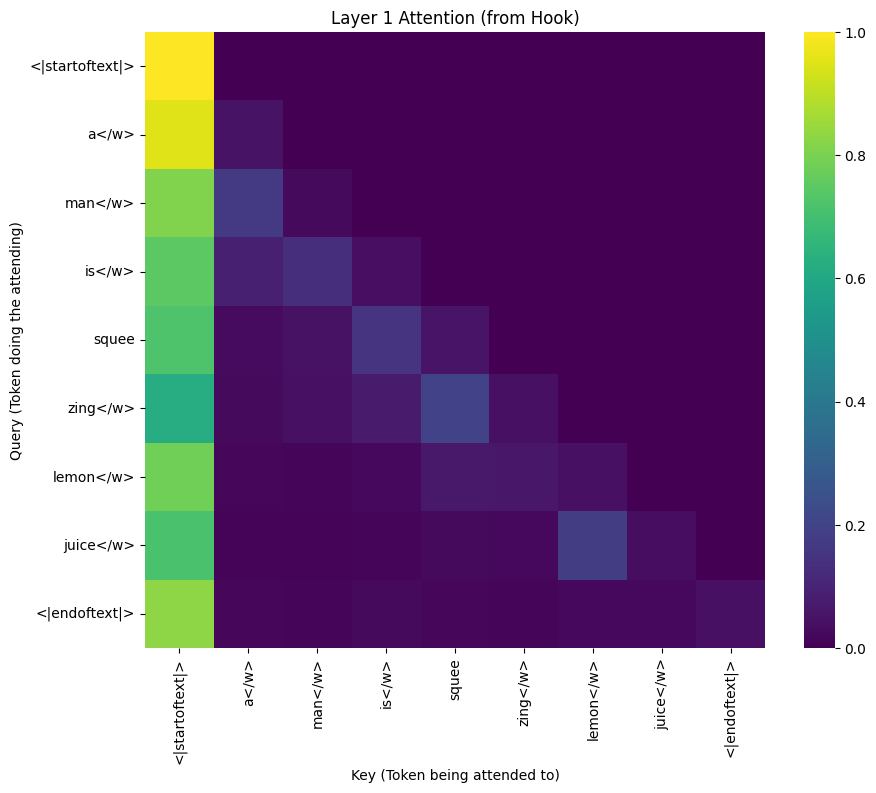 Layer 1 Attention (from Hook)
Query (Token doing the attending)
<|startoftext|>
a</w>
man</w>
is</w>
squee
zing</w>
lemon</w>
juice</w>
<|endoftext|>
<|startoftext|>
a</w>
man</w>
is</w>
squee
zing</w>
lemon</w>
juice</w>
<|endoftext|>
Key (Token being attended to)
1.0
0.8
0.6
0.4
0.2
0.0